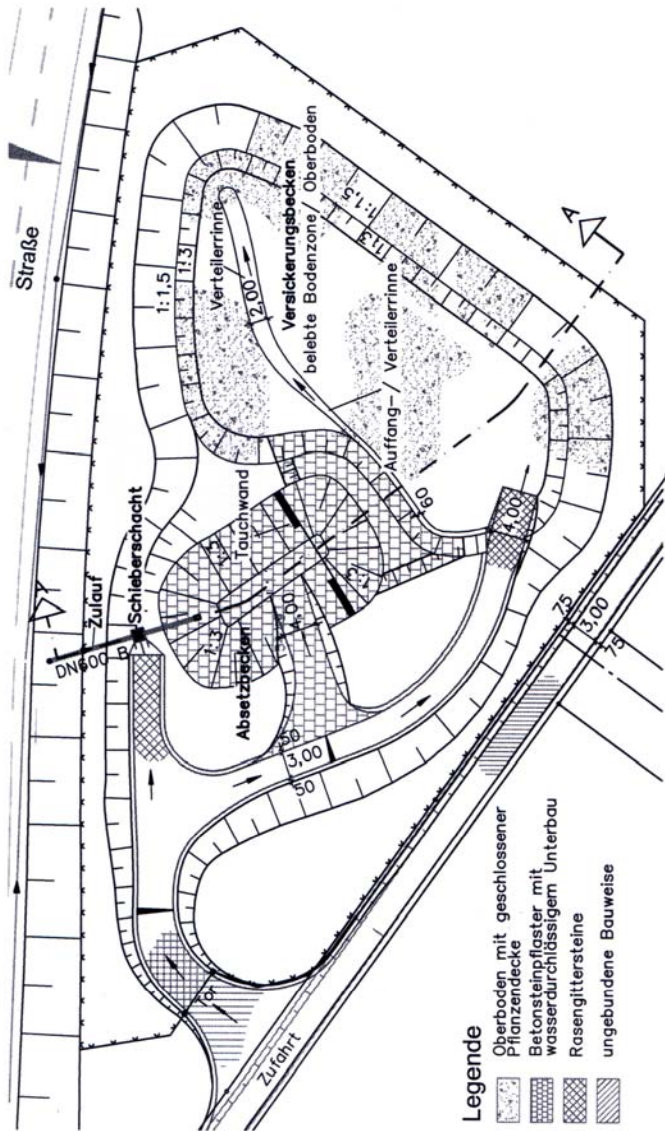 Straße
Zulauf
DN600 B
Schieberschacht
1:1,5
1:3
Verteilerrinne
2,00
Versickerungsbecken
belebte Bodenzone / Oberboden
1:3
1:1,5
Auffang-/ Verteilerrinne
A
60
4,00
Tauchwand
1:3
Absetzbecken
4,00
50
3,00
50
75
3,00
75
Tor
Zufahrt
Legende
Oberboden mit geschlossener
Pflanzendecke
Betonsteinpflaster mit
wasserdurchlässigem Unterbau
Rasengittersteine
ungebundene Bauweise